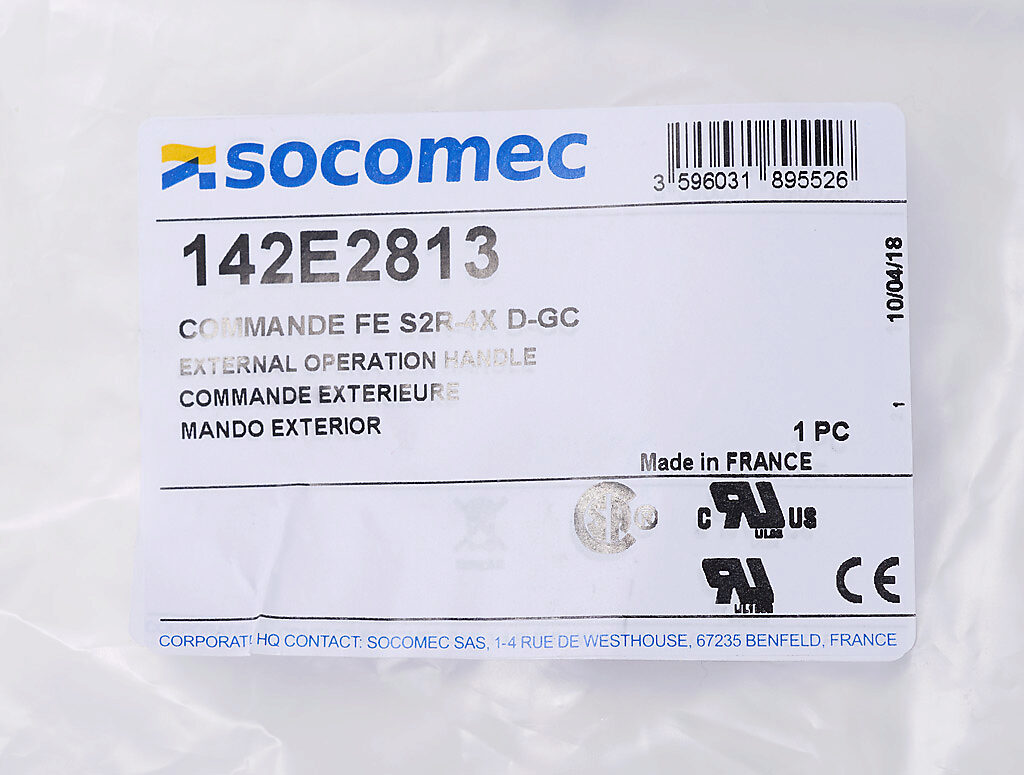 socomec
3 596031 895526
142E2813
10/04/18
COMMANDE FE S2R-4X D-GC
EXTERNAL OPERATION HANDLE
COMMANDE EXTERIEURE
MANDO EXTERIOR
1
1 PC
Made in FRANCE
C US
CE
CORPORATE HQ CONTACT: SOCOMEC SAS, 1-4 RUE DE WESTHOUSE, 67235 BENFELD, FRANCE